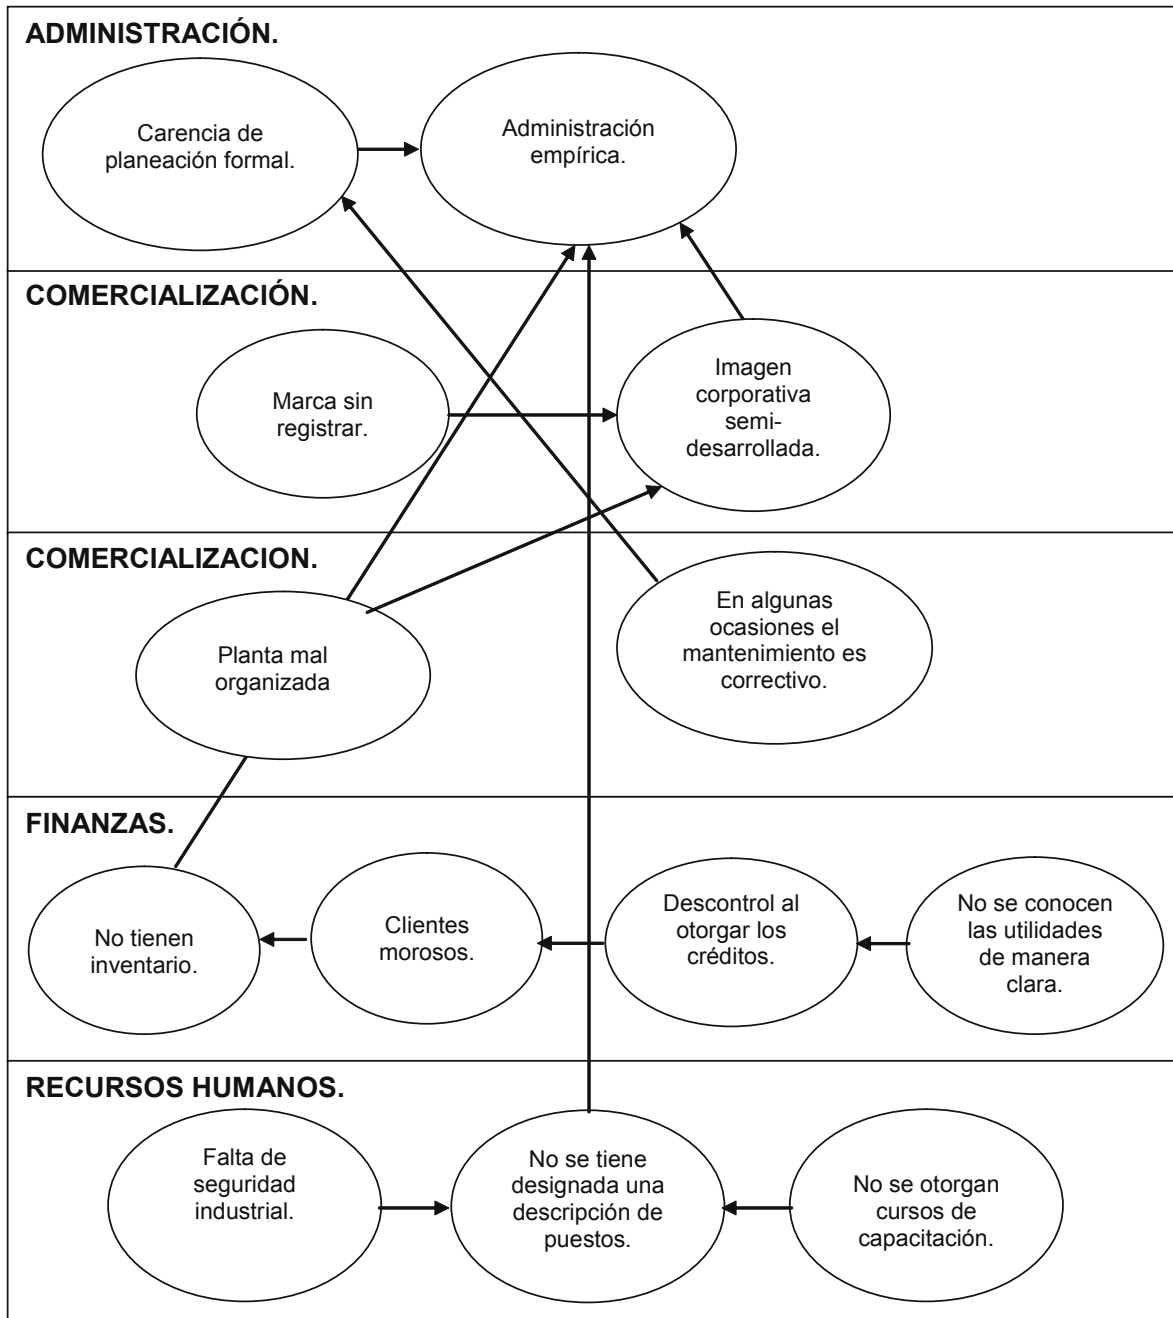 ADMINISTRACIÓN.
Carencia de
planeación formal.
Administración
empírica.
COMERCIALIZACIÓN.
Marca sin
registrar.
Imagen
corporativa
semi-
desarrollada.
COMERCIALIZACION.
Planta mal
organizada
En algunas
ocasiones el
mantenimiento es
correctivo.
FINANZAS.
No tienen
inventario.
Clientes
morosos.
Descontrol al
otorgar los
créditos.
No se conocen
las utilidades
de manera
clara.
RECURSOS HUMANOS.
Falta de
seguridad
industrial.
No se tiene
designada una
descripción de
puestos.
No se otorgan
cursos de
capacitación.